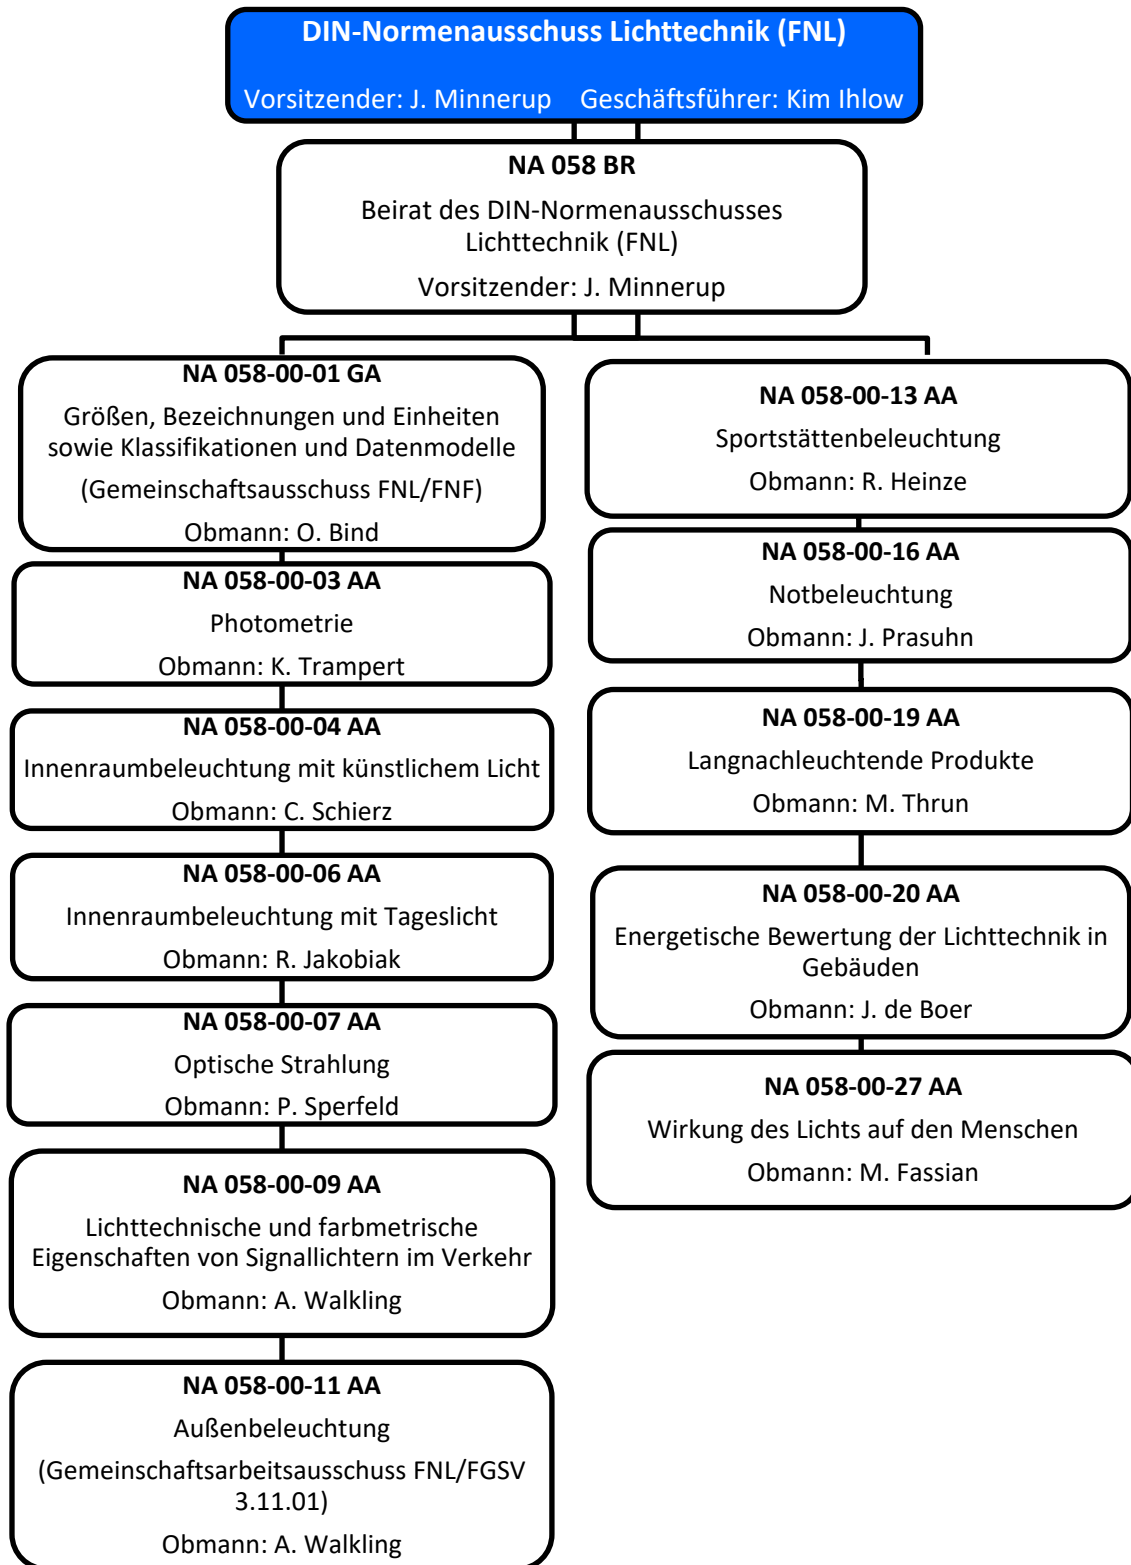 DIN-Normenausschuss Lichttechnik (FNL)
Vorsitzender: J. Minnerup Geschäftsführer: Kim Ihlow
NA 058 BR
Beirat des DIN-Normenausschusses
Lichttechnik (FNL)
Vorsitzender: J. Minnerup
NA 058-00-01 GA
Größen, Bezeichnungen und Einheiten
sowie Klassifikationen und Datenmodelle
(Gemeinschaftsausschuss FNL/FNF)
Obmann: O. Bind
NA 058-00-03 AA
Photometrie
Obmann: K. Trampert
NA 058-00-04 AA
Innenraumbeleuchtung mit künstlichem Licht
Obmann: C. Schierz
NA 058-00-06 AA
Innenraumbeleuchtung mit Tageslicht
Obmann: R. Jakobiak
NA 058-00-07 AA
Optische Strahlung
Obmann: P. Sperfeld
NA 058-00-09 AA
Lichttechnische und farbmetrische
Eigenschaften von Signallichtern im Verkehr
Obmann: A. Walkling
NA 058-00-11 AA
Außenbeleuchtung
(Gemeinschaftsarbeitsausschuss FNL/FGSV
3.11.01)
Obmann: A. Walkling
NA 058-00-13 AA
Sportstättenbeleuchtung
Obmann: R. Heinze
NA 058-00-16 AA
Notbeleuchtung
Obmann: J. Prasuhn
NA 058-00-19 AA
Langnachleuchtende Produkte
Obmann: M. Thrun
NA 058-00-20 AA
Energetische Bewertung der Lichttechnik in
Gebäuden
Obmann: J. de Boer
NA 058-00-27 AA
Wirkung des Lichts auf den Menschen
Obmann: M. Fassian